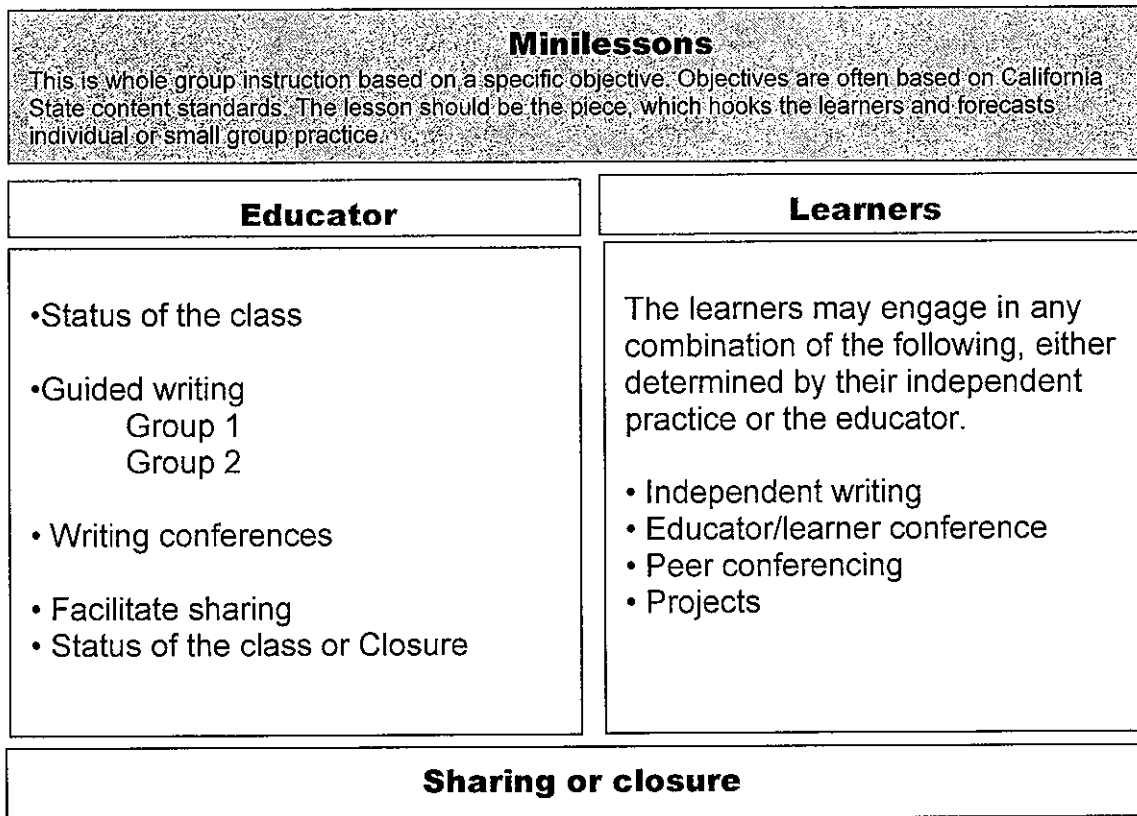 Minilessons
This is whole group instruction based on a specific objective. Objectives are often based on California
State content standards. The lesson should be the piece, which hooks the learners and forecasts
individual or small group practice.
Educator
•Status of the class
•Guided writing
Group 1
Group 2
• Writing conferences
• Facilitate sharing
• Status of the class or Closure
Learners
The learners may engage in any
combination of the following, either
determined by their independent
practice or the educator.
• Independent writing
• Educator/learner conference
• Peer conferencing
• Projects
Sharing or closure